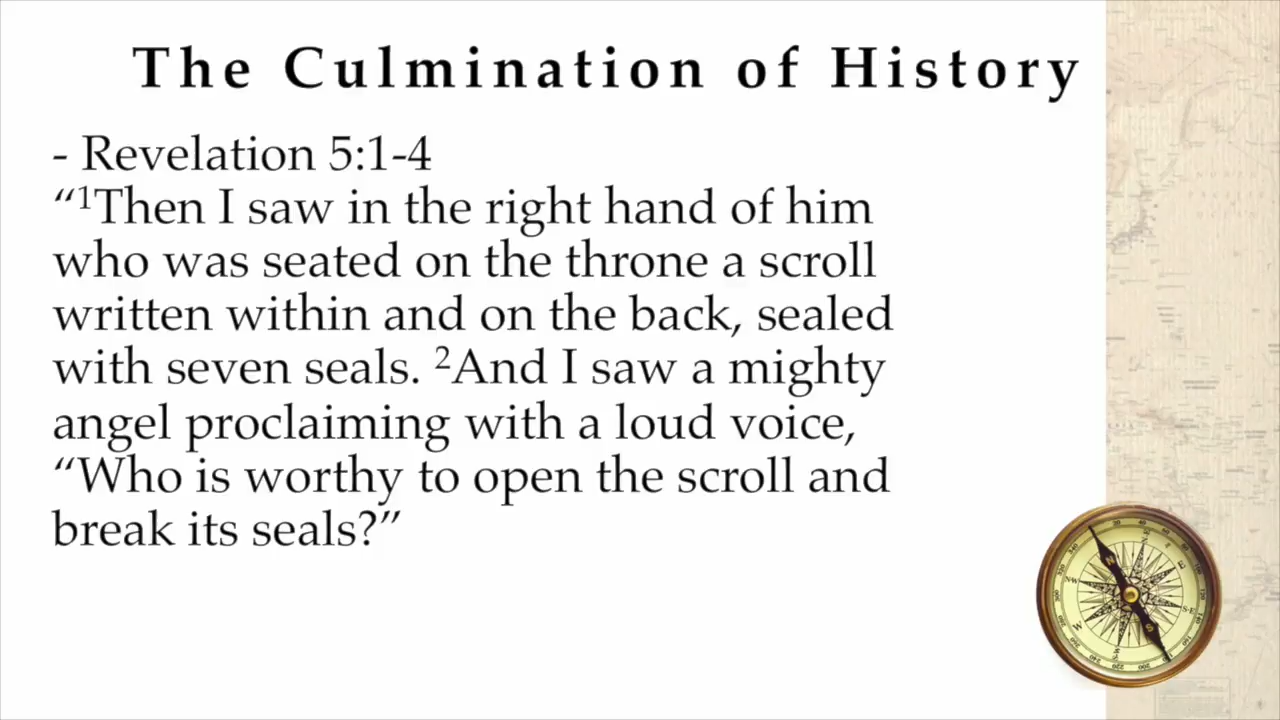 The Culmination of History
- Revelation 5:1-4
“¹Then I saw in the right hand of him
who was seated on the throne a scroll
written within and on the back, sealed
with seven seals. ²And I saw a mighty
angel proclaiming with a loud voice,
“Who is worthy to open the scroll and
break its seals?”
N
S
W
N·W
S·E